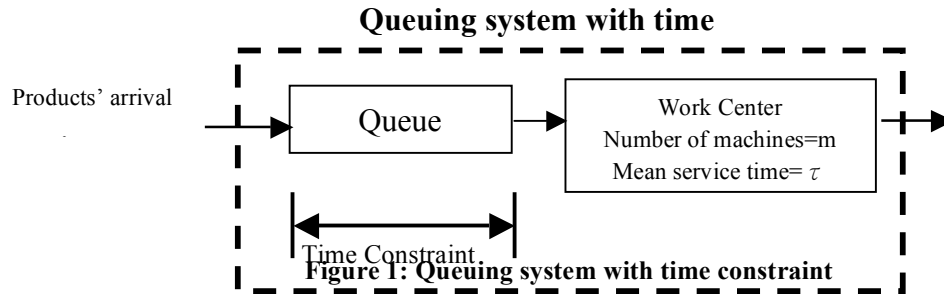 Queuing system with time
Products' arrival
Queue
Work Center
Number of machines=m
Mean service time= τ
Time Constraint
Figure 1: Queuing system with time constraint